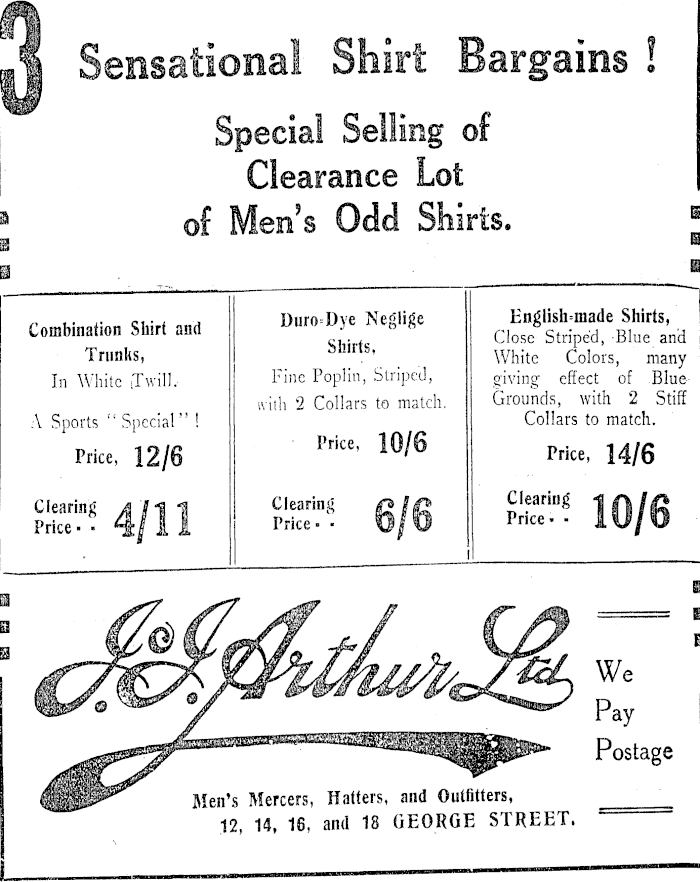 3 Sensational Shirt Bargains !
Special Selling of
Clearance Lot
of Men's Odd Shirts.
Combination Shirt and
Trunks,
In White Twill.
A Sports "Special" !
Price, 12/6
Clearing
Price - - 4/11
Duro-Dye Neglige
Shirts,
Fine Poplin, Striped,
with 2 Collars to match.
Price, 10/6
Clearing
Price - - 6/6
English-made Shirts,
Close Striped, Blue and
White Colors, many
giving effect of Blue
Grounds, with 2 Stiff
Collars to match.
Price, 14/6
Clearing
Price - - 10/6
J. J. Arthur Ltd
We
Pay
Postage
Men's Mercers, Hatters, and Outfitters,
12, 14, 16, and 18 GEORGE STREET.